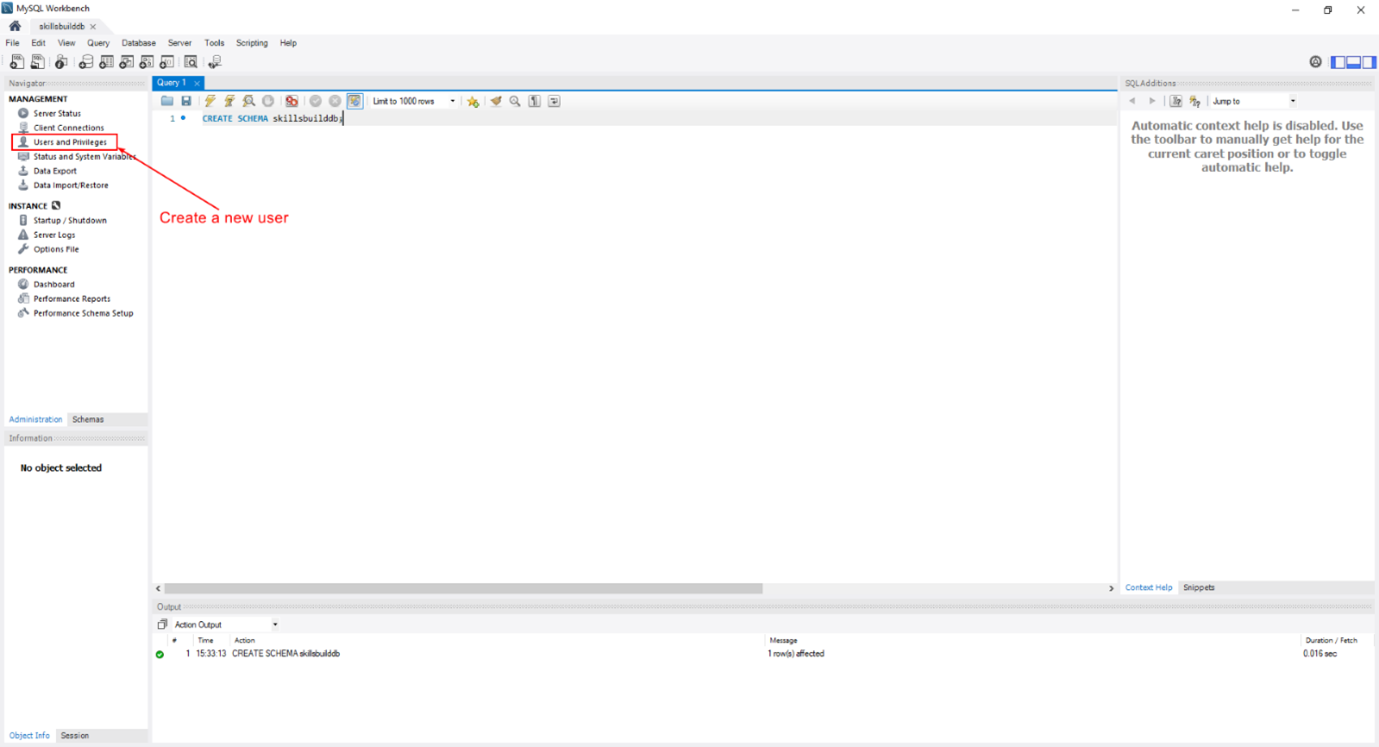 MySQL Workbench
skillsbuilddb
File Edit View Query Database Server Tools Scripting Help
Navigator
MANAGEMENT
Server Status
Client Connections
Users and Privileges
Status and System Variables
Data Export
Data Import/Restore
INSTANCE
Startup / Shutdown
Server Logs
Options File
PERFORMANCE
Dashboard
Performance Reports
Performance Schema Setup
Administration Schemas
Information
No object selected
Object Info Session
Query 1
Limit to 1000 rows
1 CREATE SCHEMA skillsbuilddb;
Create a new user
Output
Action Output
# Time Action Message Duration / Fetch
1 15:33:13 CREATE SCHEMA skillsbuilddb 1 row(s) affected 0.016 sec
SQLAdditions
Jump to
Automatic context help is disabled. Use
the toolbar to manually get help for the
current caret position or to toggle
automatic help.
Context Help Snippets